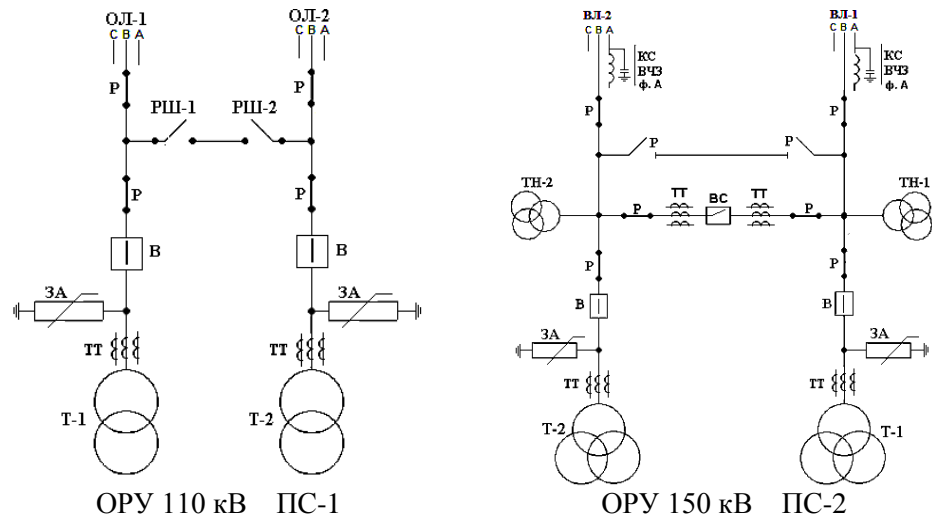 ОЛ-1
С В А
Р
РШ-1
РШ-2
ОЛ-2
С В А
Р
Р
Р
В
В
ЗА
ЗА
ТТ
ТТ
Т-1
Т-2
ОРУ 110 кВ ПС-1
ВЛ-2
С В А
КС
ВЧЗ
ф. А
ВЛ-1
С В А
КС
ВЧЗ
ф. А
Р
Р
Р
Р
ТН-2
ТН-1
Р
ТТ
ВС
ТТ
Р
Р
Р
В
В
ЗА
ЗА
ТТ
ТТ
Т-2
Т-1
ОРУ 150 кВ ПС-2